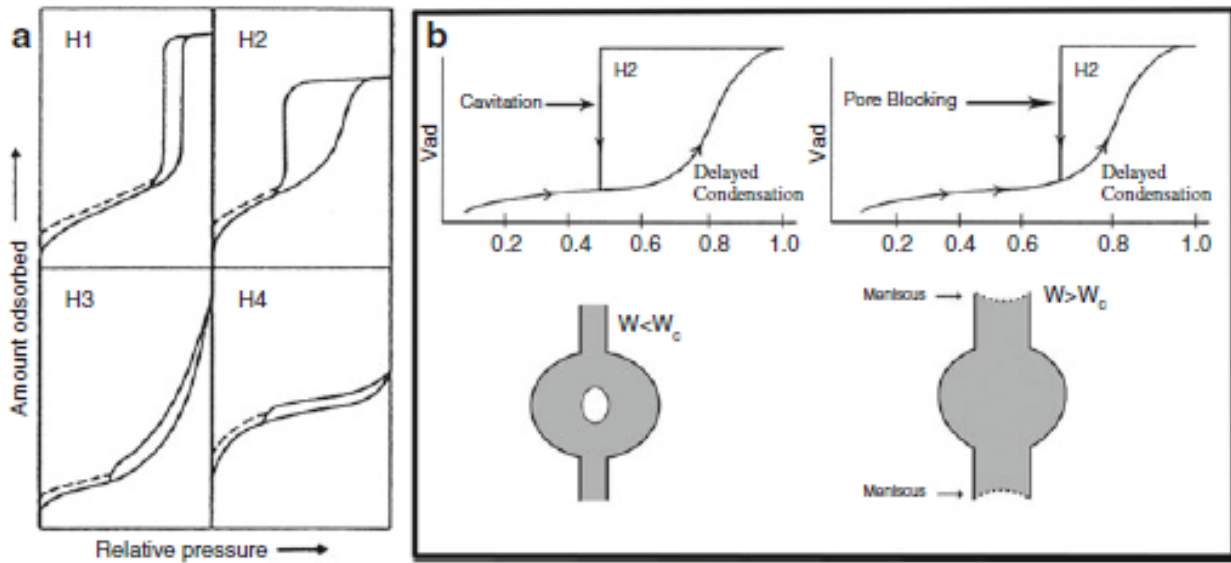 a
H1
H2
H3
H4
Amount odsorbed
Relative pressure
b
H2
Cavitation
Vad
Delayed
Condensation
0.2 0.4 0.6 0.8 1.0
H2
Pore Blocking
Vad
Delayed
Condensation
0.2 0.4 0.6 0.8 1.0
W<Wc
Meniscus
W>Wc
Meniscus